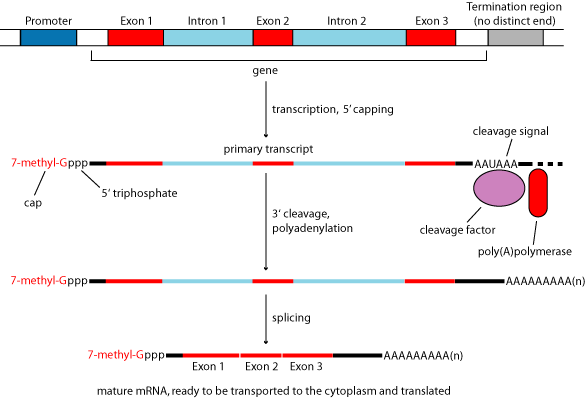 Promoter
Exon 1
Intron 1
Exon 2
Intron 2
Exon 3
Termination region
(no distinct end)
gene
transcription, 5' capping
primary transcript
cleavage signal
7-methyl-Gppp
AAUAAA
cap
5' triphosphate
3' cleavage,
polyadenylation
cleavage factor
poly(A)polymerase
7-methyl-Gppp
AAAAAAAAA(n)
splicing
7-methyl-Gppp
AAAAAAAAA(n)
Exon 1
Exon 2
Exon 3
mature mRNA, ready to be transported to the cytoplasm and translated